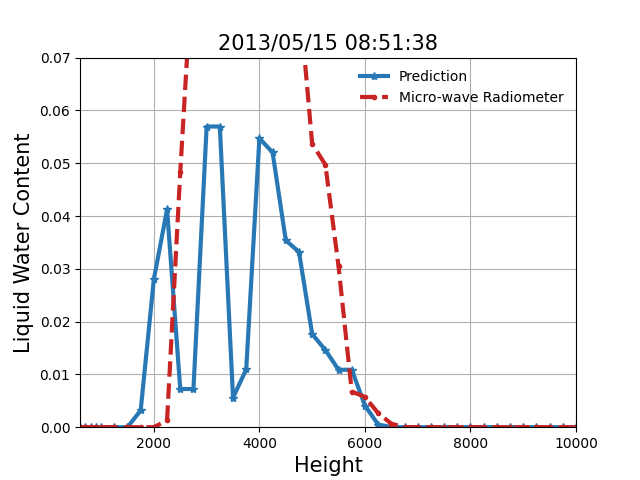 2013/05/15 08:51:38
Liquid Water Content
0.07
0.06
0.05
0.04
0.03
0.02
0.01
0.00
Prediction
Micro-wave Radiometer
2000 4000 6000 8000 10000
Height